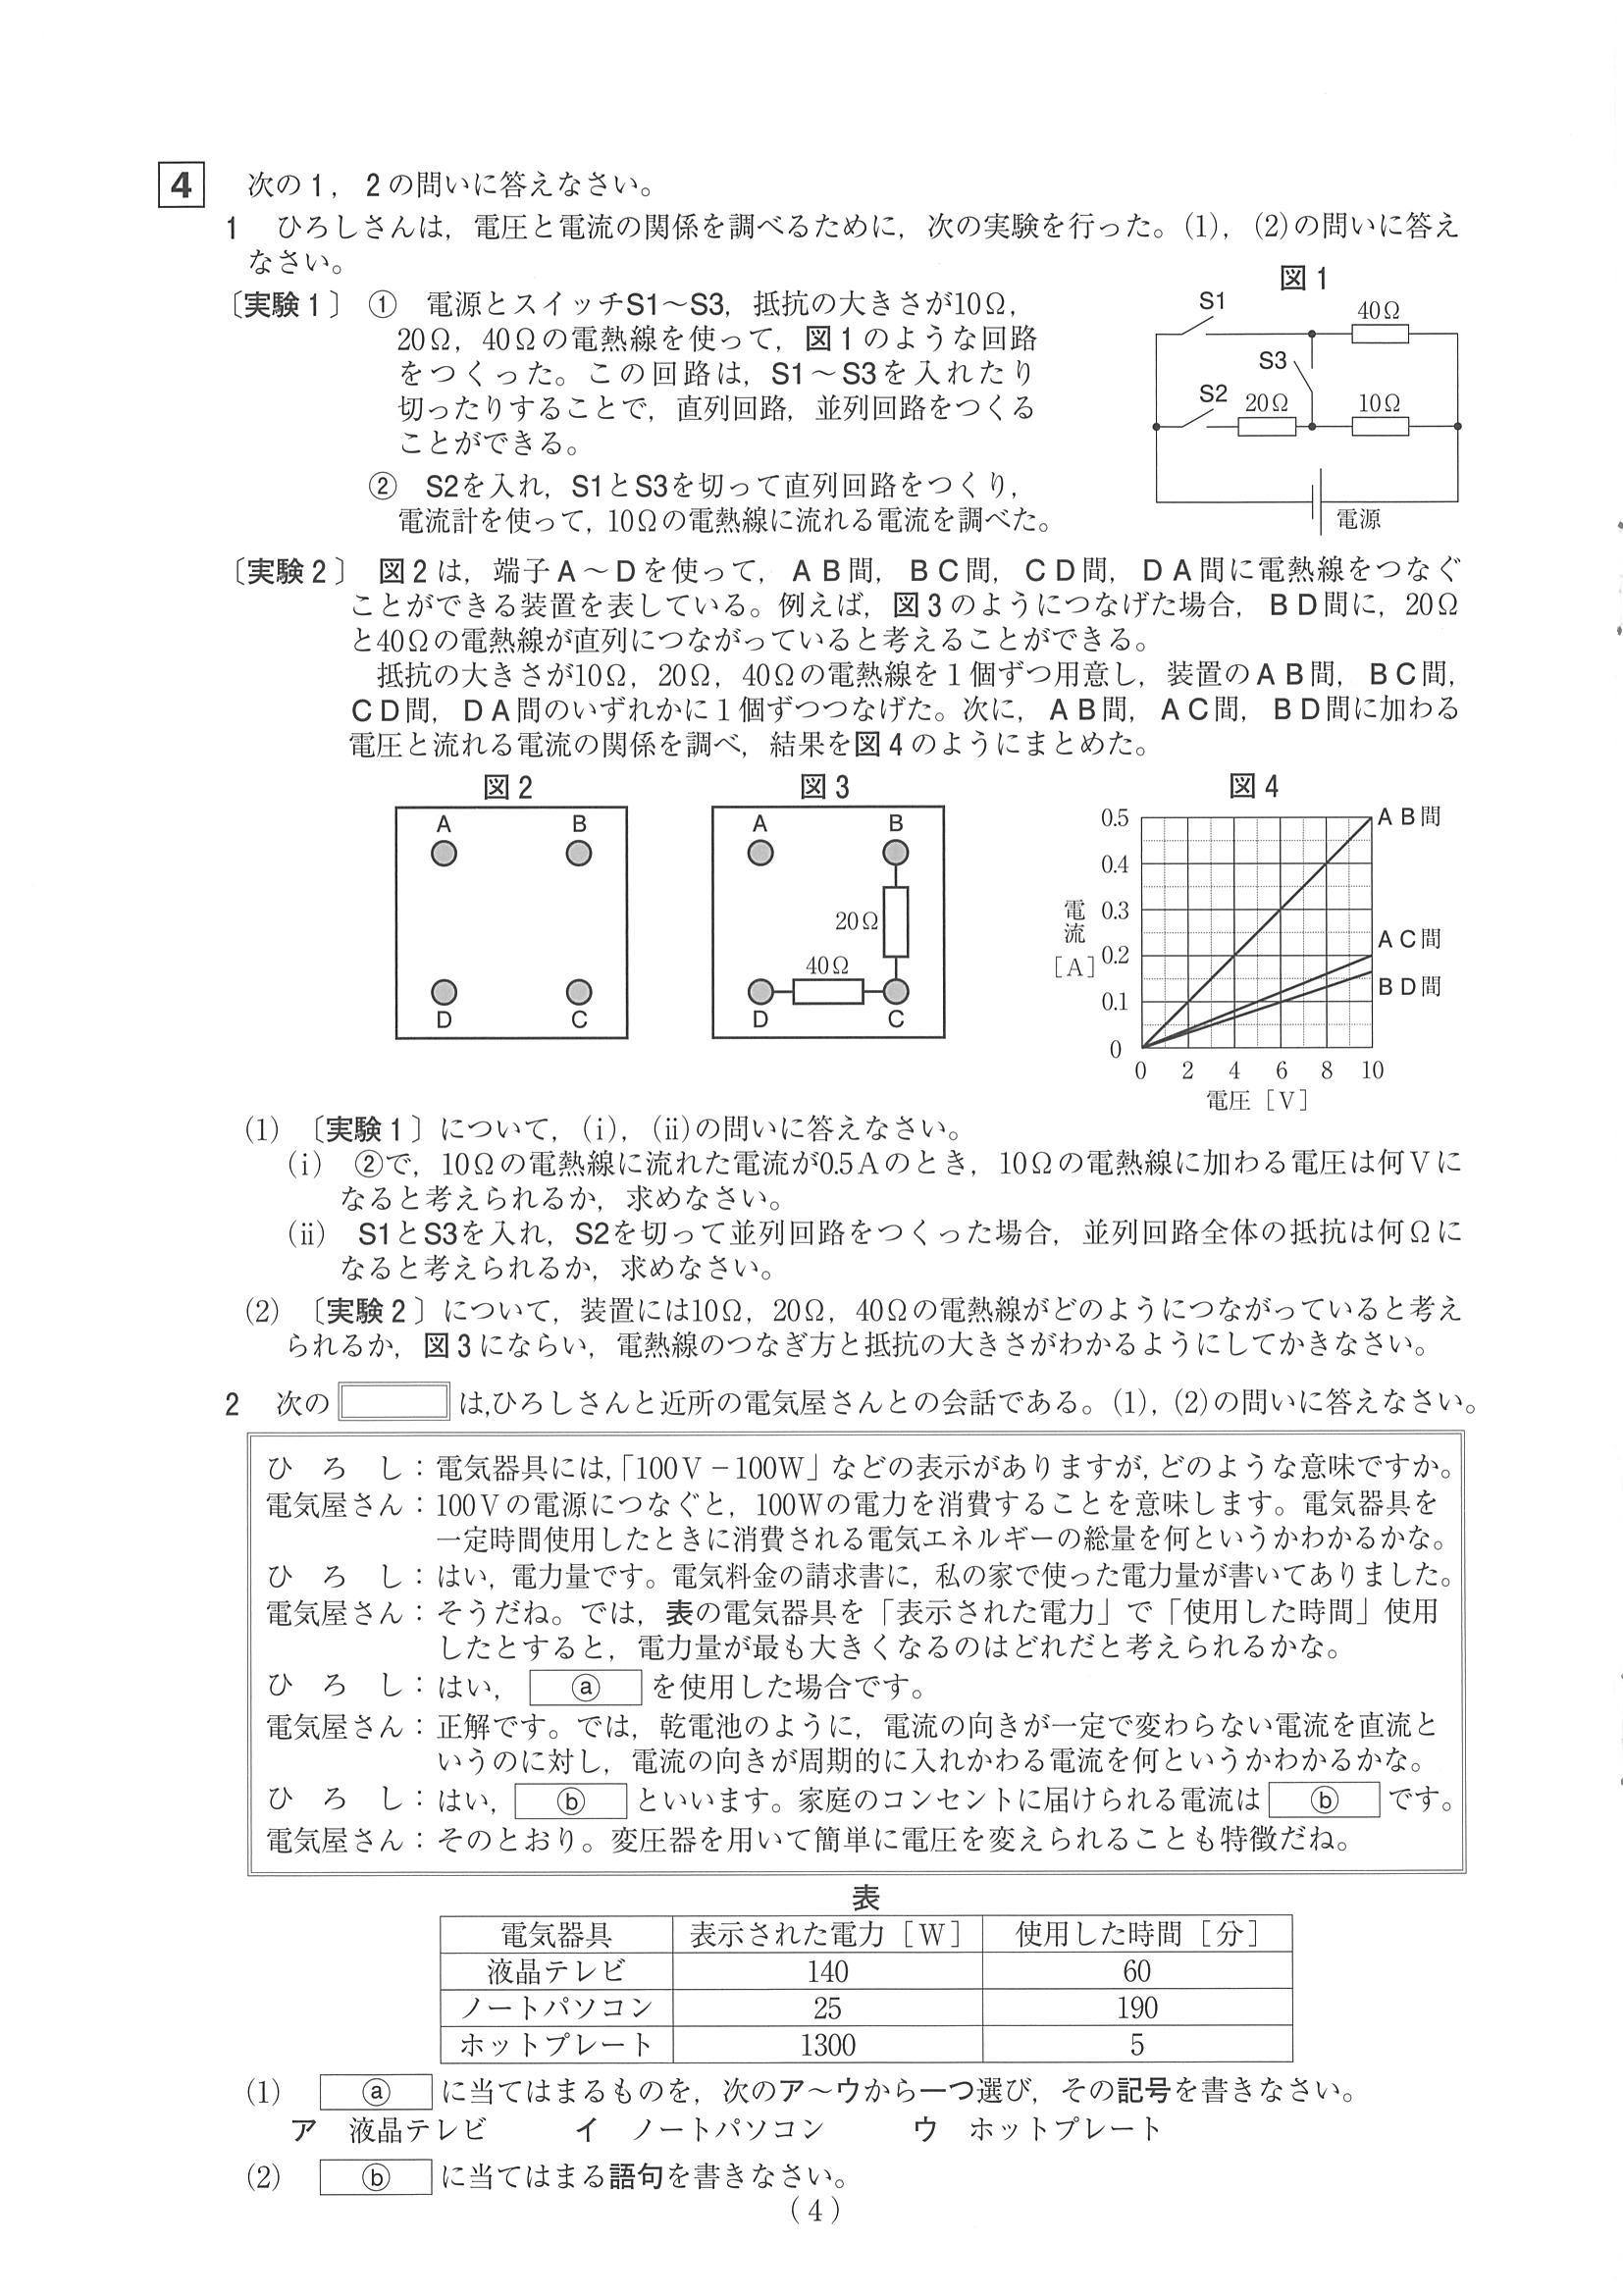 4 次の1，2の問いに答えなさい。
1 ひろしさんは，電圧と電流の関係を調べるために，次の実験を行った。(1)，(2)の問いに答え
なさい。
図1
〔実験1〕 ① 電源とスイッチS1～S3，抵抗の大きさが10Ω，
20Ω，40Ωの電熱線を使って，図1のような回路
をつくった。この回路は，S1～S3を入れたり
切ったりすることで，直列回路，並列回路をつくる
ことができる。
② S2を入れ，S1とS3を切って直列回路をつくり，
電流計を使って，10Ωの電熱線に流れる電流を調べた。
S1 40Ω
S3
S2 20Ω 10Ω
電源
〔実験2〕 図2は，端子A～Dを使って，AB間，BC間，CD間，DA間に電熱線をつなぐ
ことができる装置を表している。例えば，図3のようにつなげた場合，BD間に，20Ω
と40Ωの電熱線が直列につながっていると考えることができる。
抵抗の大きさが10Ω，20Ω，40Ωの電熱線を1個ずつ用意し，装置のAB間，BC間，
CD間，DA間のいずれかに1個ずつつなげた。次に，AB間，AC間，BD間に加わる
電圧と流れる電流の関係を調べ，結果を図4のようにまとめた。
図2
A B
D C
図3
A B
20Ω
40Ω
D C
図4
0.5 AB間
0.4
電流［A］
0.3
AC間
0.2
BD間
0.1
0
0 2 4 6 8 10
電圧［V］
(1) 〔実験1〕について，(i)，(ii)の問いに答えなさい。
(i) ②で，10Ωの電熱線に流れた電流が0.5Aのとき，10Ωの電熱線に加わる電圧は何Vに
なると考えられるか，求めなさい。
(ii) S1とS3を入れ，S2を切って並列回路をつくった場合，並列回路全体の抵抗は何Ωに
なると考えられるか，求めなさい。
(2) 〔実験2〕について，装置には10Ω，20Ω，40Ωの電熱線がどのようにつながっていると考え
られるか，図3にならい，電熱線のつなぎ方と抵抗の大きさがわかるようにしてかきなさい。
2 次の は,ひろしさんと近所の電気屋さんとの会話である。(1)，(2)の問いに答えなさい。
ひろし：電気器具には，「100V－100W」などの表示がありますが，どのような意味ですか。
電気屋さん：100Vの電源につなぐと，100Wの電力を消費することを意味します。電気器具を
一定時間使用したときに消費される電気エネルギーの総量を何というかわかるかな。
ひろし：はい，電力量です。電気料金の請求書に，私の家で使った電力量が書いてありました。
電気屋さん：そうだね。では，表の電気器具を「表示された電力」で「使用した時間」使用
したとすると，電力量が最も大きくなるのはどれだと考えられるかな。
ひろし：はい， ⓐ を使用した場合です。
電気屋さん：正解です。では，乾電池のように，電流の向きが一定で変わらない電流を直流と
いうのに対し，電流の向きが周期的に入れかわる電流を何というかわかるかな。
ひろし：はい， ⓑ といいます。家庭のコンセントに届けられる電流は ⓑ です。
電気屋さん：そのとおり。変圧器を用いて簡単に電圧を変えられることも特徴だね。
表
電気器具 表示された電力［W］ 使用した時間［分］
液晶テレビ 140 60
ノートパソコン 25 190
ホットプレート 1300 5
(1) ⓐ に当てはまるものを，次のア～ウから一つ選び，その記号を書きなさい。
ア 液晶テレビ イ ノートパソコン ウ ホットプレート
(2) ⓑ に当てはまる語句を書きなさい。
（4）